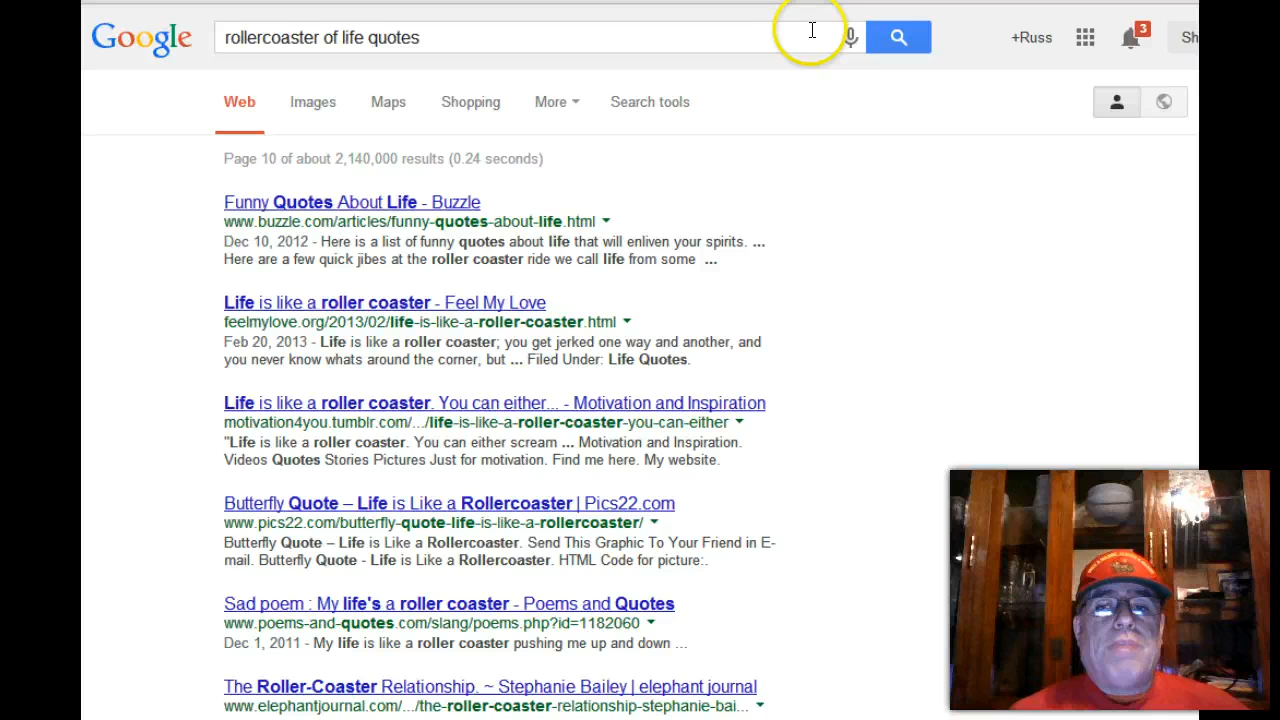 Google
rollercoaster of life quotes
+Russ
3
Sh
Web Images Maps Shopping More Search tools
Page 10 of about 2,140,000 results (0.24 seconds)
Funny Quotes About Life - Buzzle
www.buzzle.com/articles/funny-quotes-about-life.html
Dec 10, 2012 - Here is a list of funny quotes about life that will enliven your spirits. ...
Here are a few quick jibes at the roller coaster ride we call life from some ...
Life is like a roller coaster - Feel My Love
feelmylove.org/2013/02/life-is-like-a-roller-coaster.html
Feb 20, 2013 - Life is like a roller coaster; you get jerked one way and another, and
you never know whats around the corner, but ... Filed Under: Life Quotes.
Life is like a roller coaster. You can either... - Motivation and Inspiration
motivation4you.tumblr.com/.../life-is-like-a-roller-coaster-you-can-either
"Life is like a roller coaster. You can either scream ... Motivation and Inspiration.
Videos Quotes Stories Pictures Just for motivation. Find me here. My website.
Butterfly Quote – Life is Like a Rollercoaster | Pics22.com
www.pics22.com/butterfly-quote-life-is-like-a-rollercoaster/
Butterfly Quote – Life is Like a Rollercoaster. Send This Graphic To Your Friend in E-
mail. Butterfly Quote - Life is Like a Rollercoaster. HTML Code for picture:.
Sad poem : My life's a roller coaster - Poems and Quotes
www.poems-and-quotes.com/slang/poems.php?id=1182060
Dec 1, 2011 - My life is like a roller coaster pushing me up and down ...
The Roller-Coaster Relationship. ~ Stephanie Bailey | elephant journal
www.elephantjournal.com/.../the-roller-coaster-relationship-stephanie-bai...